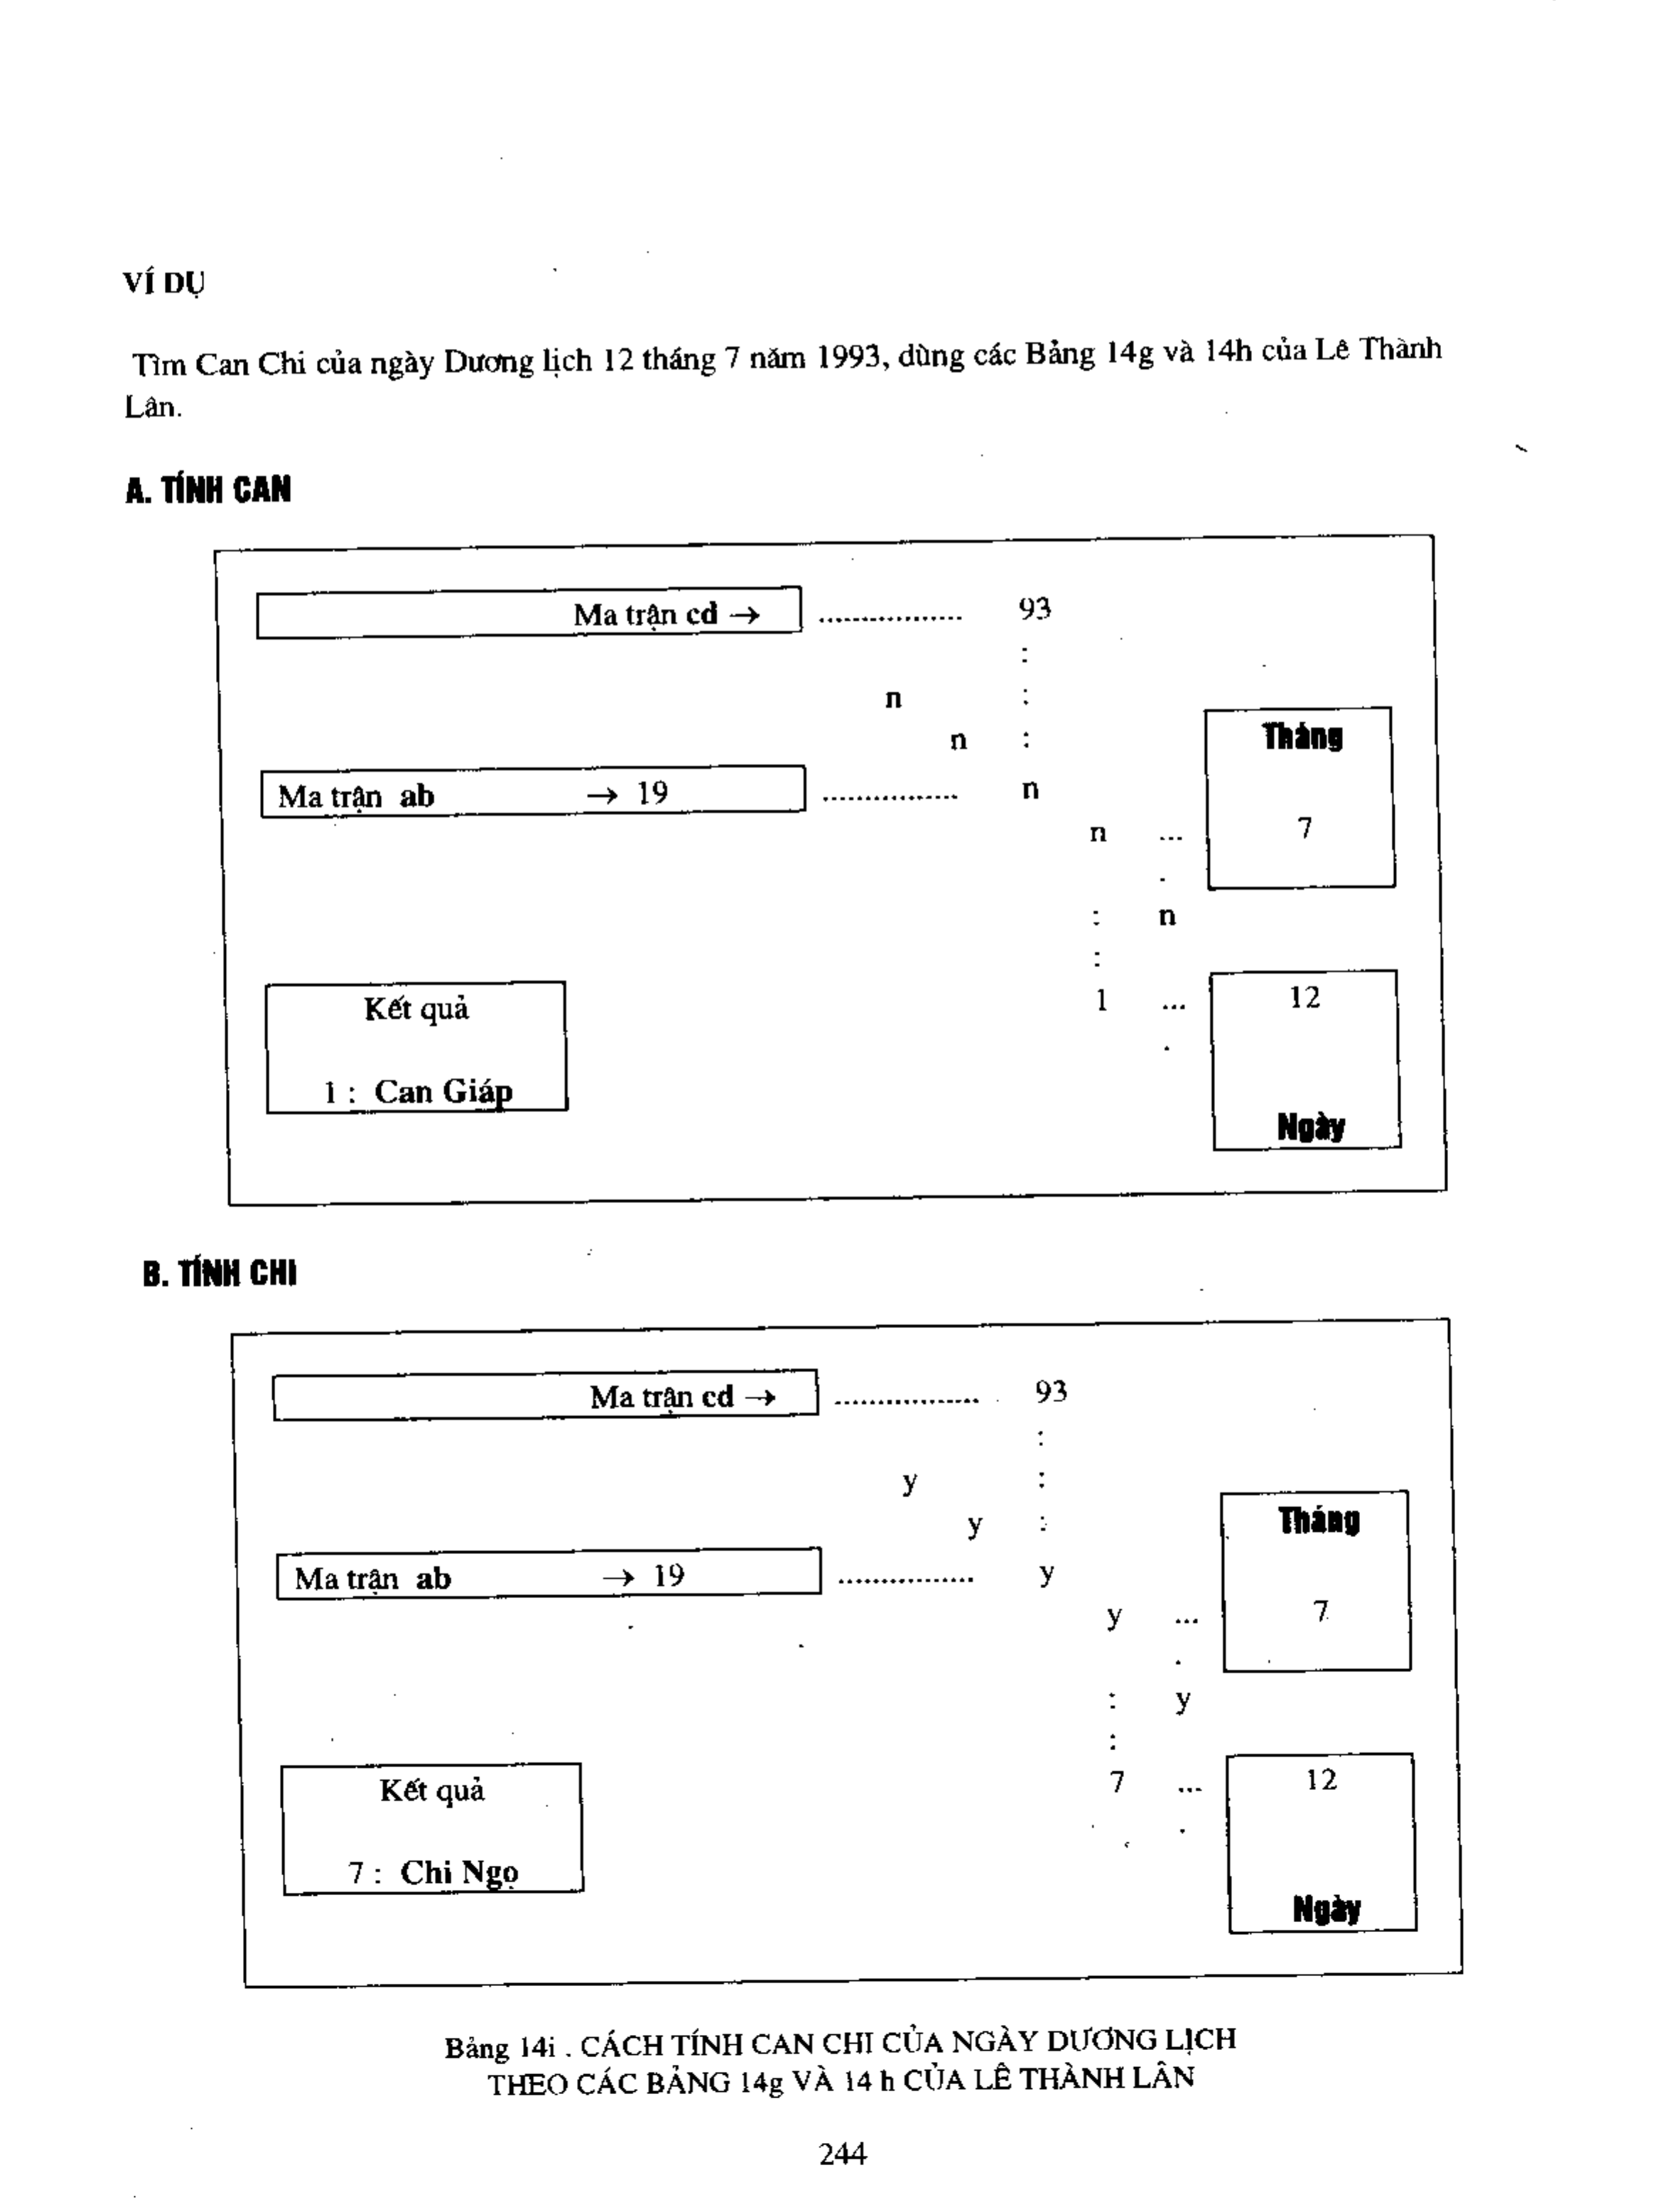 VÍ DỤ
Tìm Can Chi của ngày Dương lịch 12 tháng 7 năm 1993, dùng các Bảng 14g và 14h của Lê Thành
Lân.
A. TÍNH CAN
Ma trận cd → ................. 93
:
n :
n :
Ma trận ab → 19 ................ n
Tháng
n ... 7
.
: n
:
Kết quả 1 ... 12
.
1 : Can Giáp
Ngày
B. TÍNH CHI
Ma trận cd → ................. 93
:
y :
y :
Ma trận ab → 19 ................ y
Tháng
y ... 7
.
: y
:
Kết quả 7 ... 12
.
7 : Chi Ngọ
Ngày
Bảng 14i . CÁCH TÍNH CAN CHI CỦA NGÀY DƯƠNG LỊCH
THEO CÁC BẢNG 14g VÀ 14 h CỦA LÊ THÀNH LÂN
244